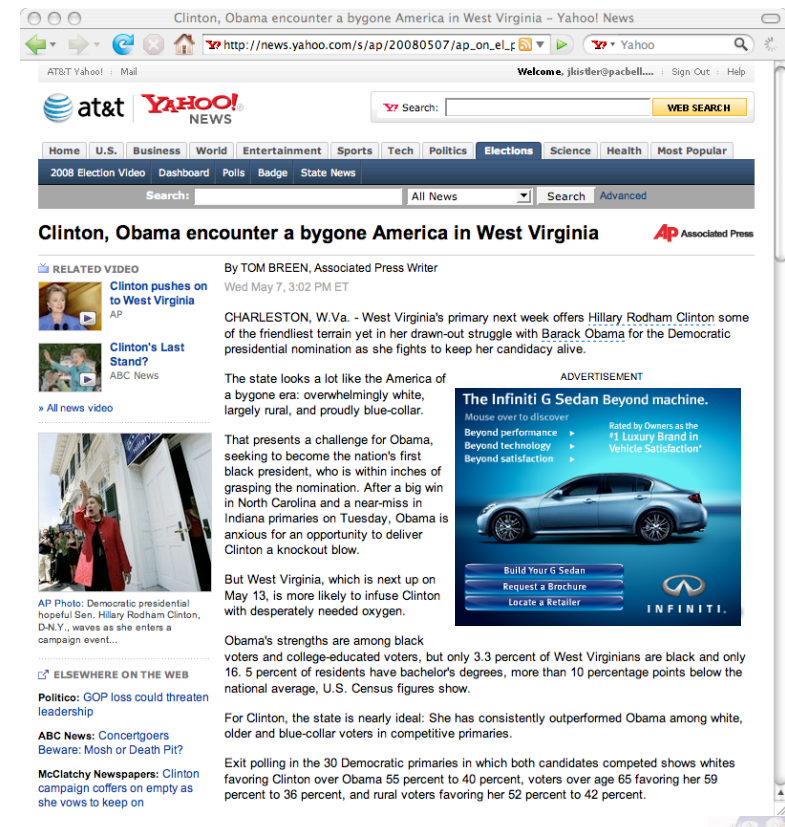 Clinton, Obama encounter a bygone America in West Virginia – Yahoo! News
http://news.yahoo.com/s/ap/20080507/ap_on_el_p
Yahoo
AT&T Yahoo! Mail
Welcome, jkistler@pacbell.... Sign Out Help
at&t YAHOO! NEWS
Search: WEB SEARCH
Home U.S. Business World Entertainment Sports Tech Politics Elections Science Health Most Popular
2008 Election Video Dashboard Polls Badge State News
Search: All News Search Advanced
Clinton, Obama encounter a bygone America in West Virginia
AP Associated Press
RELATED VIDEO
Clinton pushes on
to West Virginia
AP
Clinton's Last
Stand?
ABC News
» All news video
AP Photo: Democratic presidential
hopeful Sen. Hillary Rodham Clinton,
D-N.Y., waves as she enters a
campaign event...
ELSEWHERE ON THE WEB
Politico: GOP loss could threaten
leadership
ABC News: Concertgoers
Beware: Mosh or Death Pit?
McClatchy Newspapers: Clinton
campaign coffers on empty as
she vows to keep on
By TOM BREEN, Associated Press Writer
Wed May 7, 3:02 PM ET
CHARLESTON, W.Va. - West Virginia's primary next week offers Hillary Rodham Clinton some
of the friendliest terrain yet in her drawn-out struggle with Barack Obama for the Democratic
presidential nomination as she fights to keep her candidacy alive.
The state looks a lot like the America of
a bygone era: overwhelmingly white,
largely rural, and proudly blue-collar.
That presents a challenge for Obama,
seeking to become the nation's first
black president, who is within inches of
grasping the nomination. After a big win
in North Carolina and a near-miss in
Indiana primaries on Tuesday, Obama is
anxious for an opportunity to deliver
Clinton a knockout blow.
But West Virginia, which is next up on
May 13, is more likely to infuse Clinton
with desperately needed oxygen.
ADVERTISEMENT
The Infiniti G Sedan Beyond machine.
Mouse over to discover
Beyond performance
Beyond technology
Beyond satisfaction
Rated by Owners as the
#1 Luxury Brand in
Vehicle Satisfaction*
Build Your G Sedan
Request a Brochure
Locate a Retailer
INFINITI.
Obama's strengths are among black
voters and college-educated voters, but only 3.3 percent of West Virginians are black and only
16. 5 percent of residents have bachelor's degrees, more than 10 percentage points below the
national average, U.S. Census figures show.
For Clinton, the state is nearly ideal: She has consistently outperformed Obama among white,
older and blue-collar voters in competitive primaries.
Exit polling in the 30 Democratic primaries in which both candidates competed shows whites
favoring Clinton over Obama 55 percent to 40 percent, voters over age 65 favoring her 59
percent to 36 percent, and rural voters favoring her 52 percent to 42 percent.